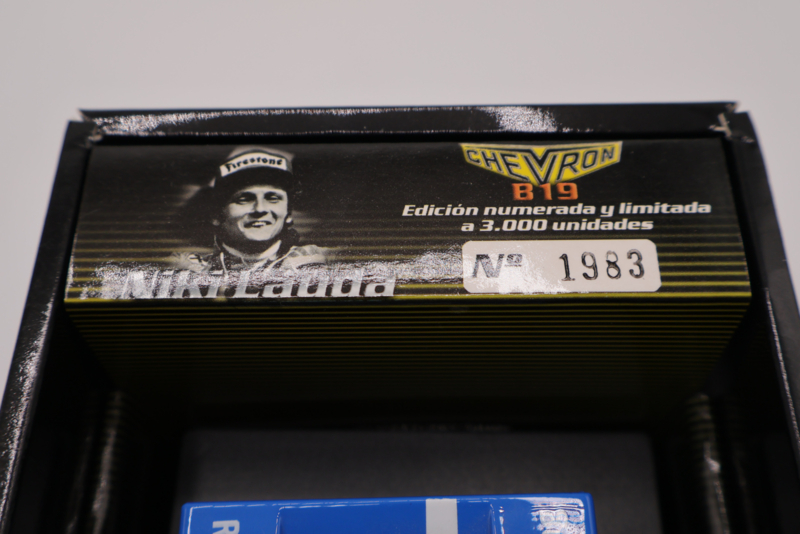 Firestone
CHEVRON
B19
Edición numerada y limitada
a 3.000 unidades
Niki Lauda
Nº 1983
R